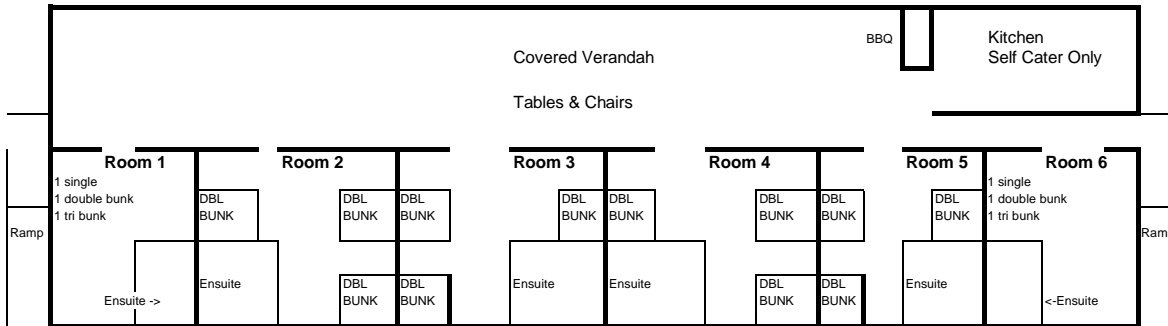 BBQ
Kitchen
Self Cater Only
Covered Verandah
Tables & Chairs
Room 1
Room 2
Room 3
Room 4
Room 5
Room 6
1 single
1 double bunk
1 tri bunk
1 single
1 double bunk
1 tri bunk
DBL
BUNK
DBL
BUNK
DBL
BUNK
DBL
BUNK
DBL
BUNK
DBL
BUNK
DBL
BUNK
DBL
BUNK
Ramp
Ram
Ensuite ->
Ensuite
DBL
BUNK
DBL
BUNK
Ensuite
Ensuite
DBL
BUNK
DBL
BUNK
<-Ensuite